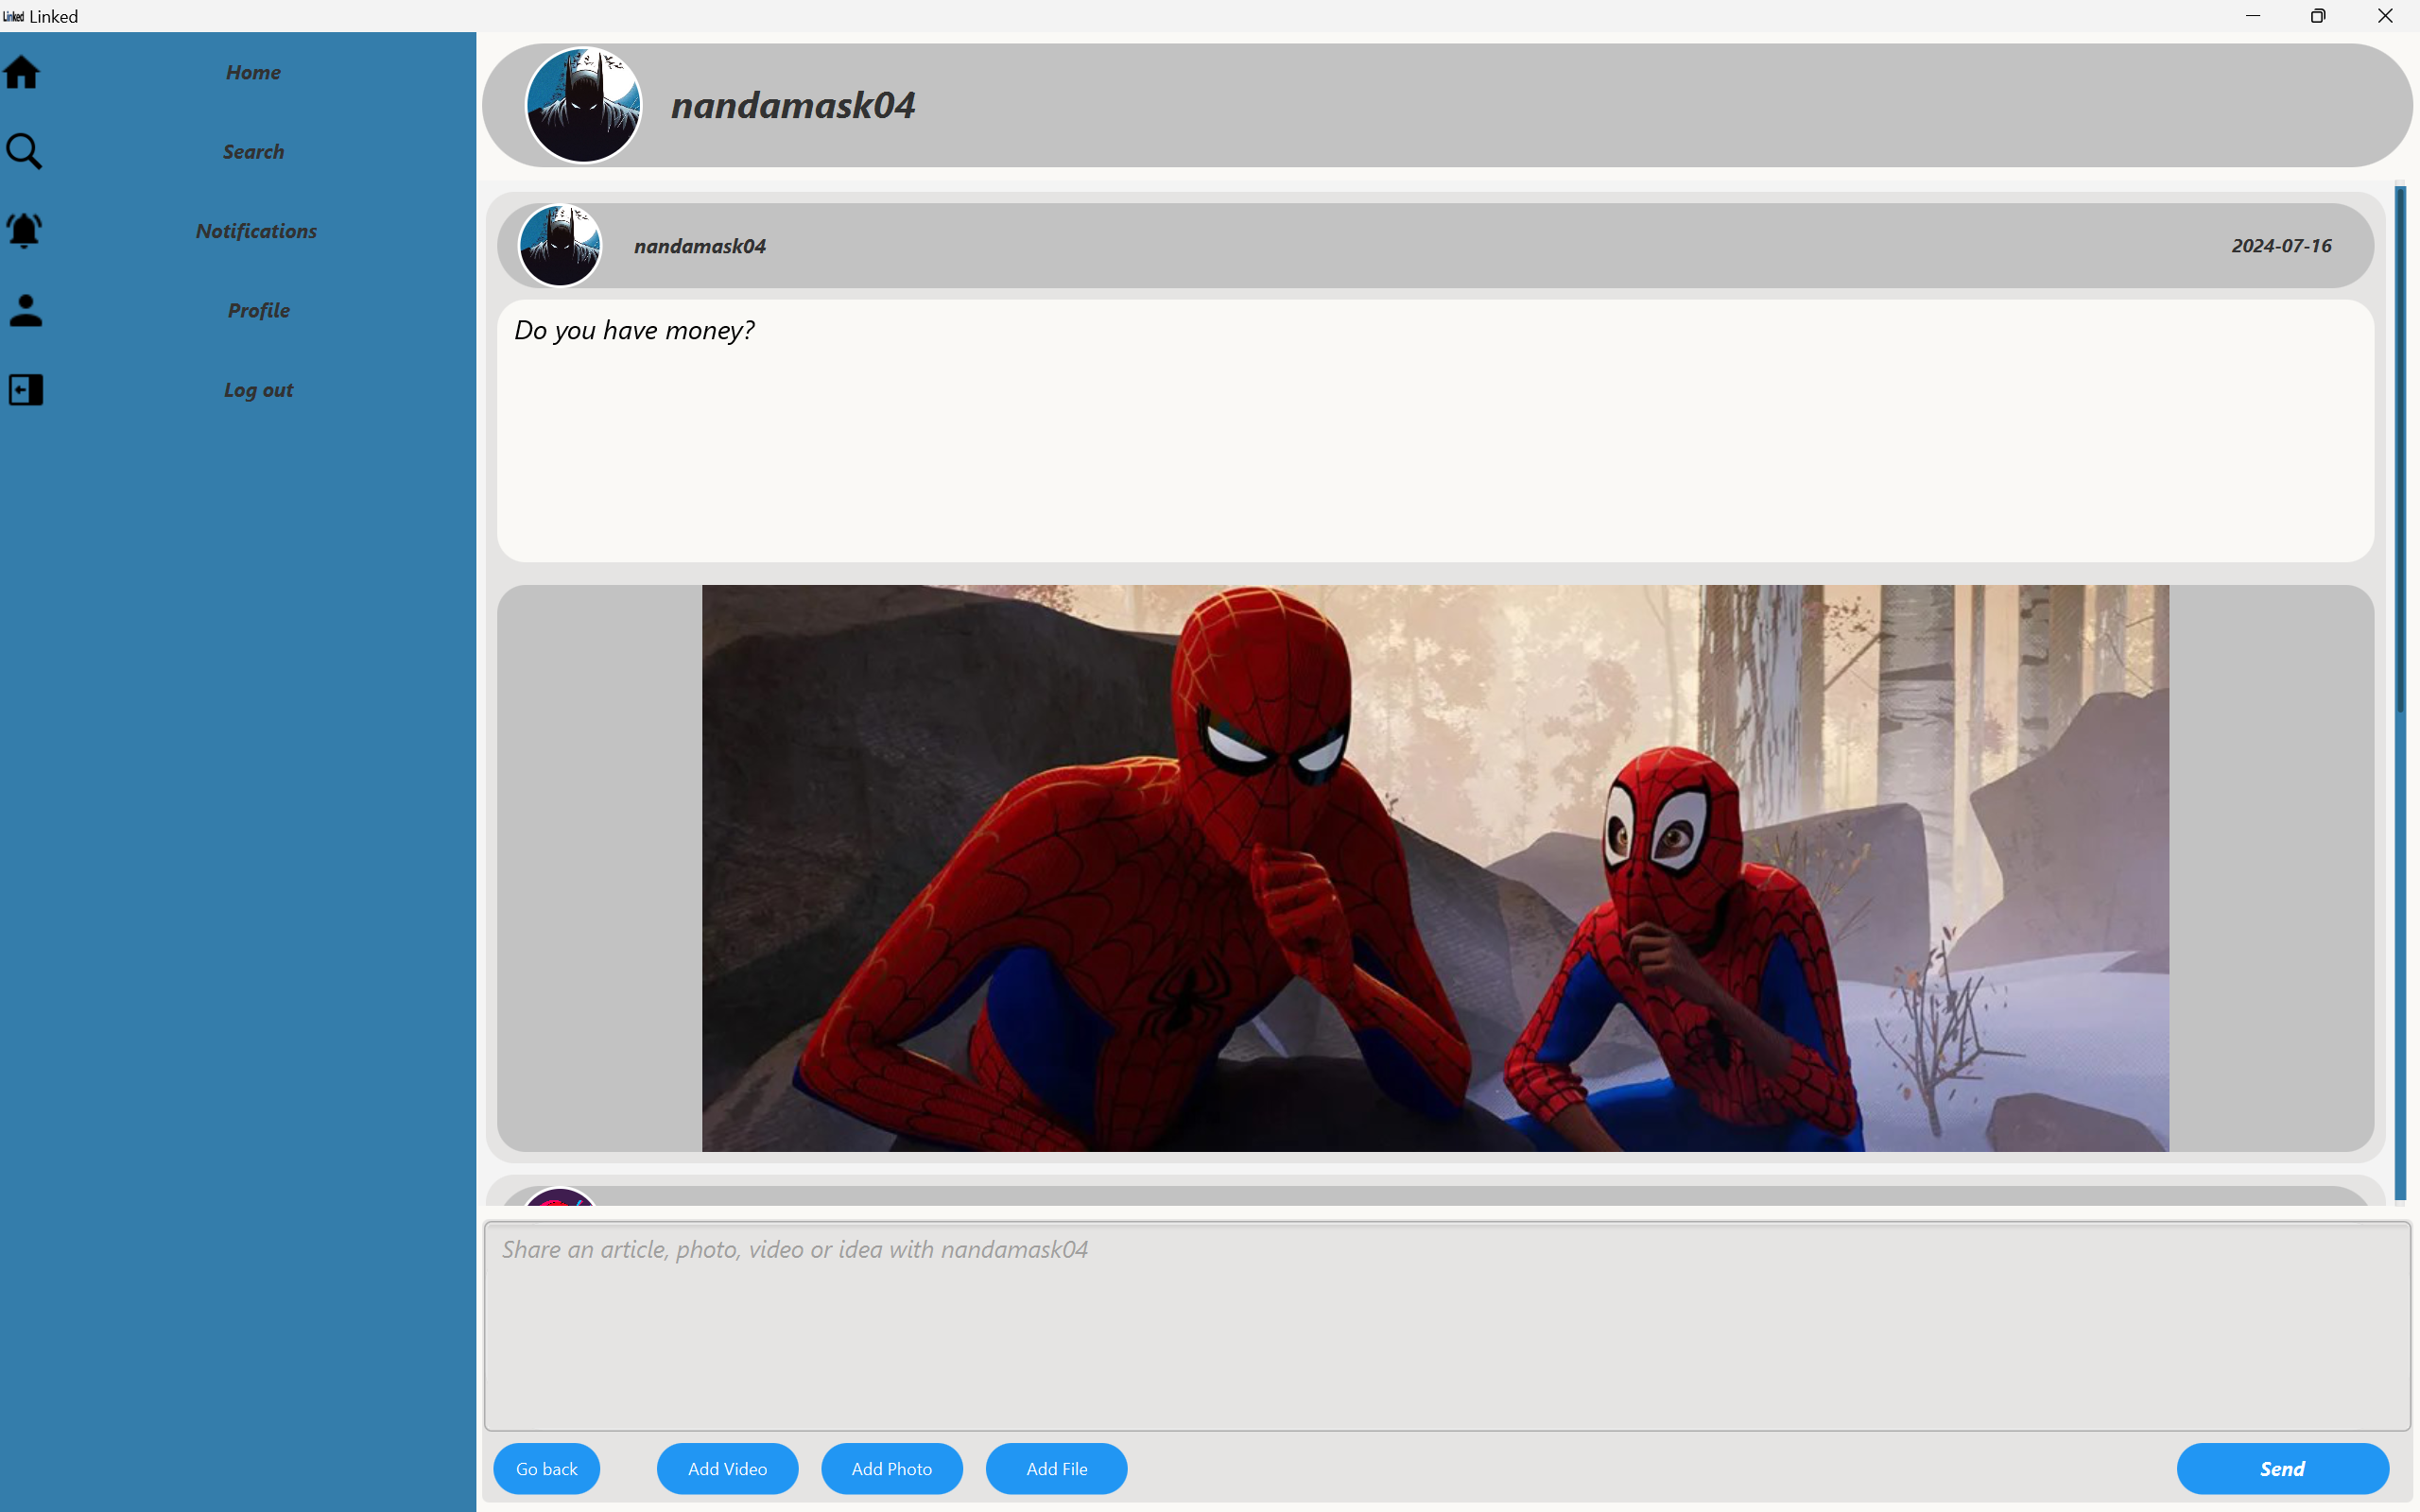 Linked Linked
Home
Search
Notifications
Profile
Log out
nandamask04
nandamask04
2024-07-16
Do you have money?
Share an article, photo, video or idea with nandamask04
Go back
Add Video
Add Photo
Add File
Send